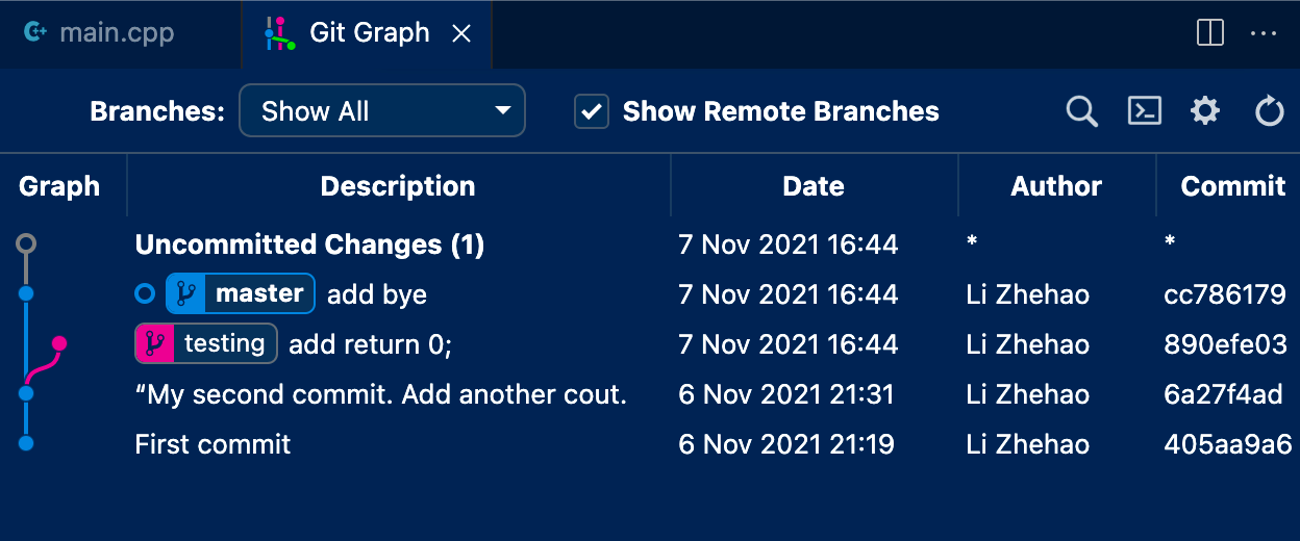 main.cpp Git Graph
Branches: Show All Show Remote Branches
Graph Description Date Author Commit
Uncommitted Changes (1) 7 Nov 2021 16:44 * *
master add bye 7 Nov 2021 16:44 Li Zhehao cc786179
testing add return 0; 7 Nov 2021 16:44 Li Zhehao 890efe03
“My second commit. Add another cout. 6 Nov 2021 21:31 Li Zhehao 6a27f4ad
First commit 6 Nov 2021 21:19 Li Zhehao 405aa9a6